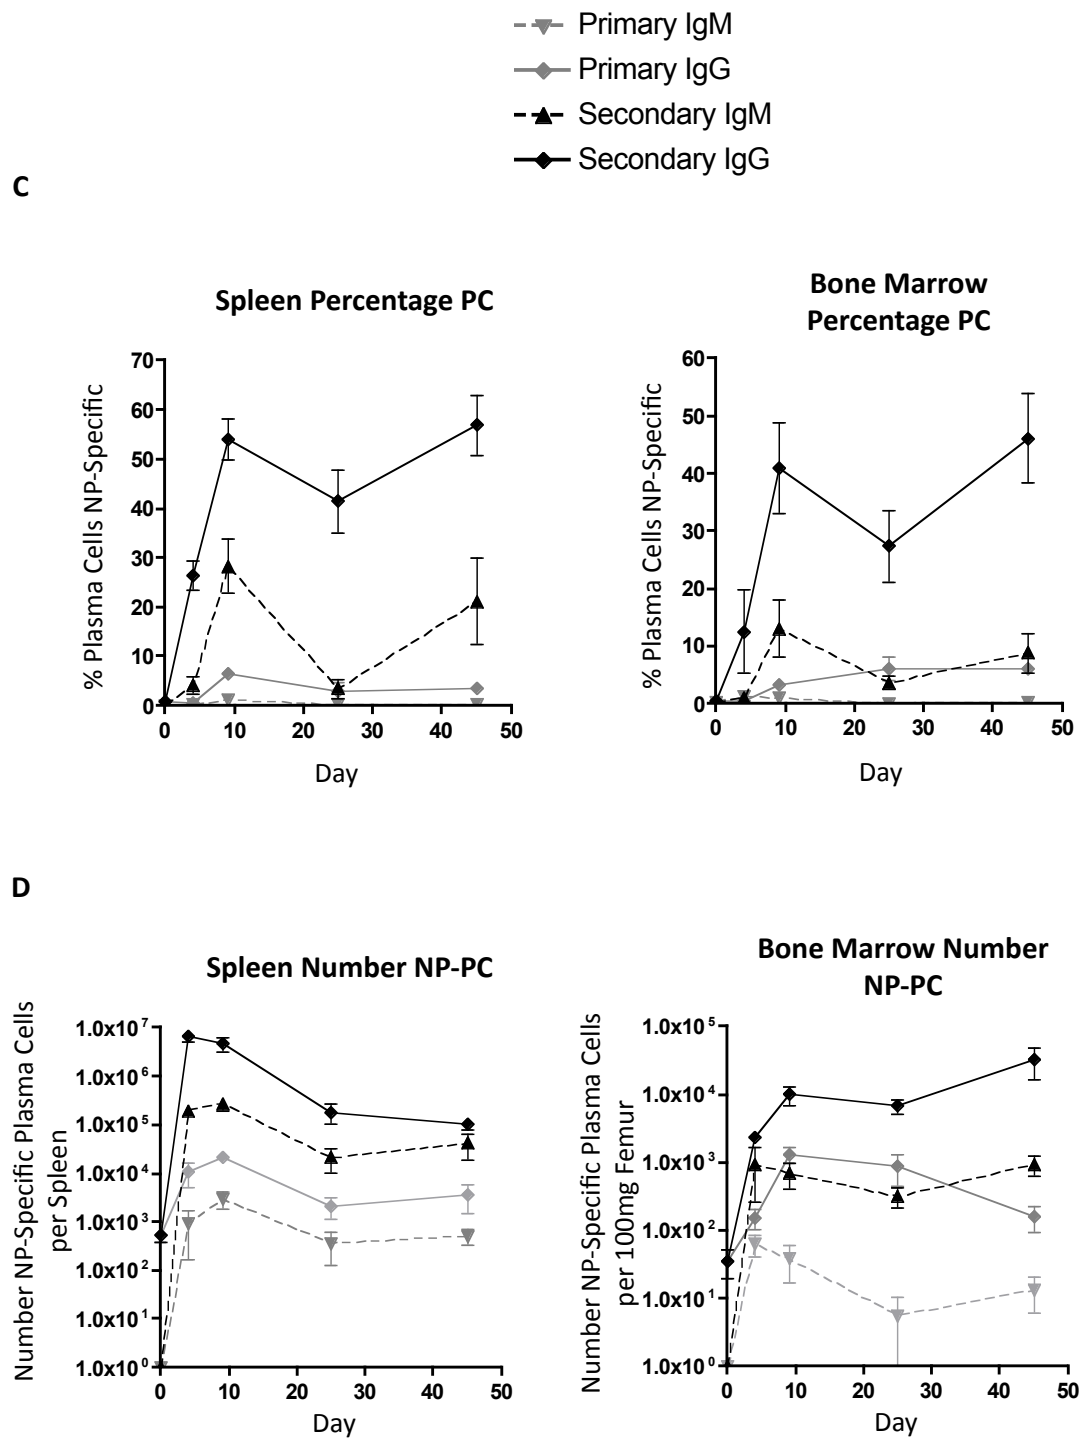 Primary IgM
Primary IgG
Secondary IgM
Secondary IgG
C
Spleen Percentage PC
% Plasma Cells NP-Specific
70
60
50
40
30
20
10
0
0 10 20 30 40 50
Day
Bone Marrow
Percentage PC
% Plasma Cells NP-Specific
60
50
40
30
20
10
0
0 10 20 30 40 50
Day
D
Spleen Number NP-PC
Number NP-Specific Plasma Cells
per Spleen
1.0x10⁷
1.0x10⁶
1.0x10⁵
1.0x10⁴
1.0x10³
1.0x10²
1.0x10¹
1.0x10⁰
0 10 20 30 40 50
Day
Bone Marrow Number
NP-PC
Number NP-Specific Plasma Cells
per 100mg Femur
1.0x10⁵
1.0x10⁴
1.0x10³
1.0x10²
1.0x10¹
1.0x10⁰
0 10 20 30 40 50
Day